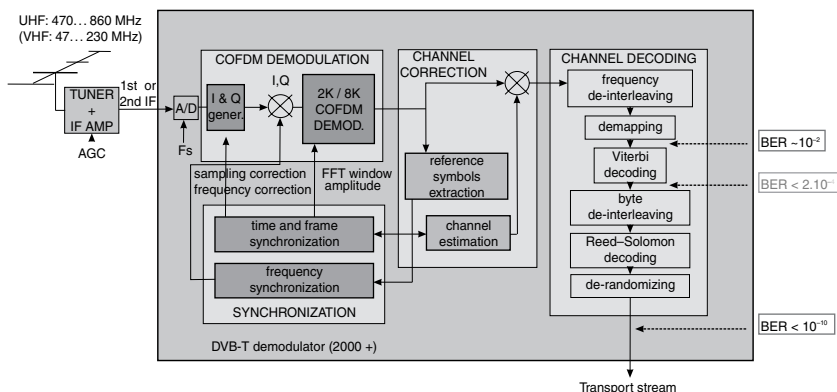 UHF: 470… 860 MHz
(VHF: 47… 230 MHz)
TUNER
+
IF AMP
AGC
1st or
2nd IF
A/D
Fs
COFDM DEMODULATION
I & Q
gener.
I,Q
2K / 8K
COFDM
DEMOD.
sampling correction
frequency correction
FFT window
amplitude
time and frame
synchronization
frequency
synchronization
SYNCHRONIZATION
CHANNEL
CORRECTION
reference
symbols
extraction
channel
estimation
CHANNEL DECODING
frequency
de-interleaving
demapping
Viterbi
decoding
byte
de-interleaving
Reed–Solomon
decoding
de-randomizing
BER ~10⁻²
BER < 2.10
BER < 10⁻¹⁰
DVB-T demodulator (2000 +)
Transport stream